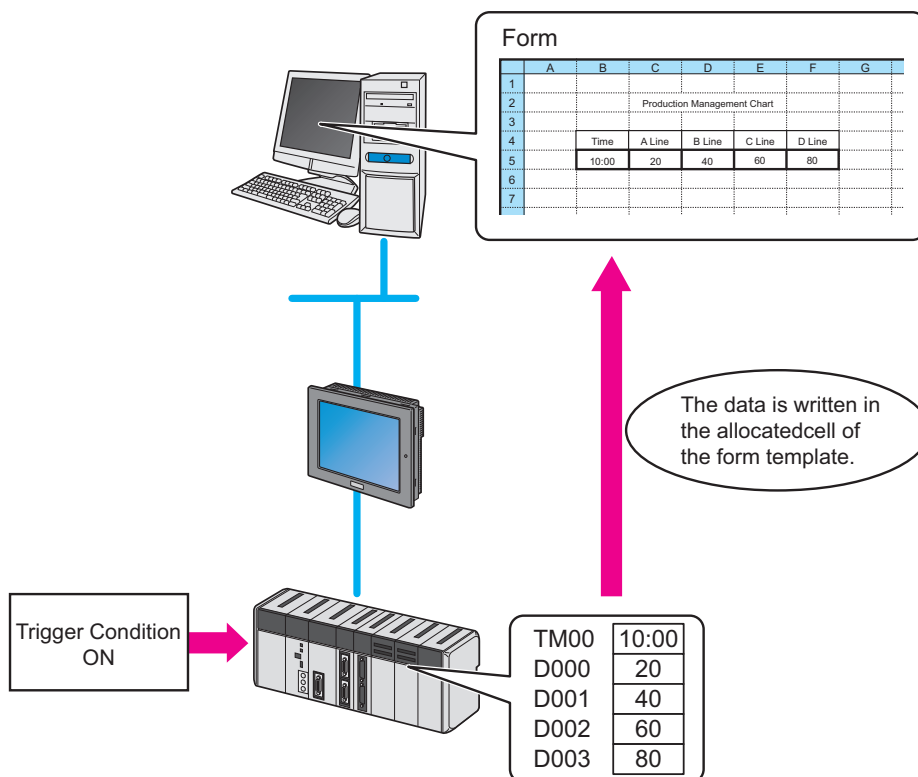 Form
A B C D E F G
1
2 Production Management Chart
3
4 Time A Line B Line C Line D Line
5 10:00 20 40 60 80
6
7
The data is written in
the allocatedcell of
the form template.
Trigger Condition
ON
TM00 10:00
D000 20
D001 40
D002 60
D003 80